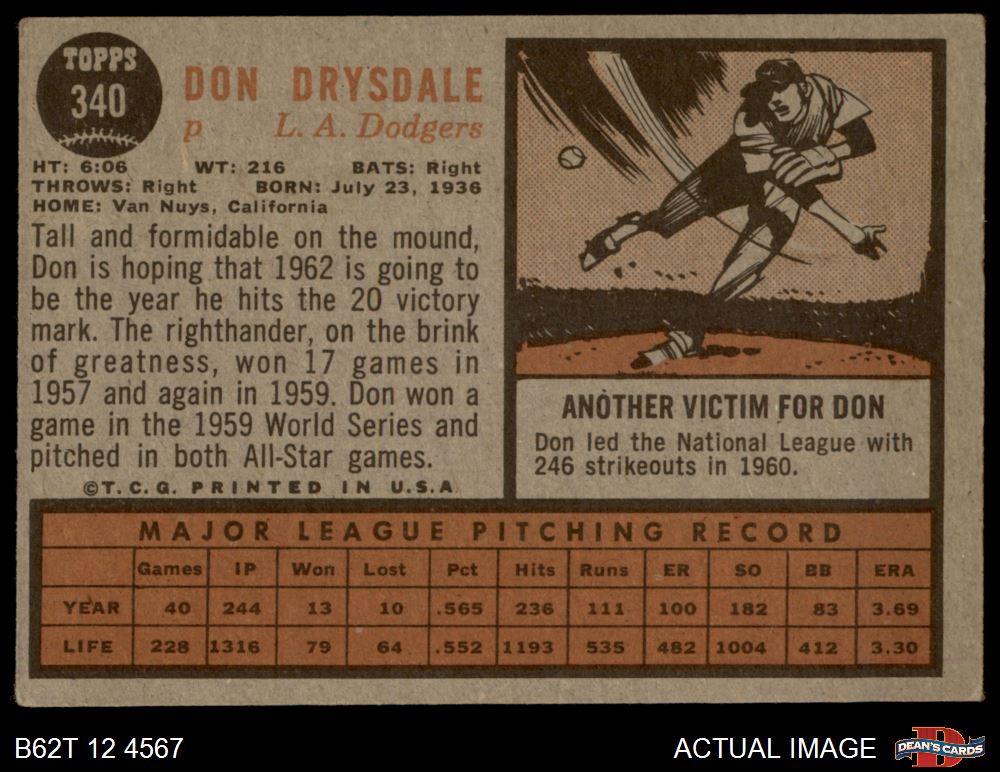 TOPPS
340
DON DRYSDALE
p L. A. Dodgers
HT: 6:06 WT: 216 BATS: Right
THROWS: Right BORN: July 23, 1936
HOME: Van Nuys, California
Tall and formidable on the mound,
Don is hoping that 1962 is going to
be the year he hits the 20 victory
mark. The righthander, on the brink
of greatness, won 17 games in
1957 and again in 1959. Don won a
game in the 1959 World Series and
pitched in both All-Star games.
©T. C. G. PRINTED IN U.S.A
ANOTHER VICTIM FOR DON
Don led the National League with
246 strikeouts in 1960.
MAJOR LEAGUE PITCHING RECORD
Games IP Won Lost Pct Hits Runs ER SO BB ERA
YEAR 40 244 13 10 .565 236 111 100 182 83 3.69
LIFE 228 1316 79 64 .552 1193 535 482 1004 412 3.30
B62T 12 4567
ACTUAL IMAGE
D
DEAN'S CARDS